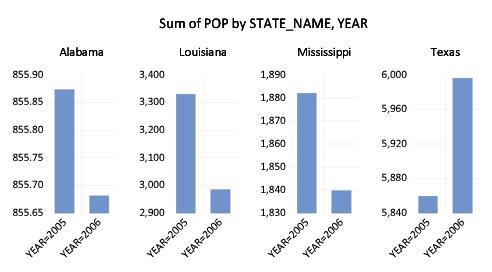 Sum of POP by STATE_NAME, YEAR
Alabama
855.90
855.85
855.80
855.75
855.70
855.65
YEAR=2005
YEAR=2006
Louisiana
3,400
3,300
3,200
3,100
3,000
2,900
YEAR=2005
YEAR=2006
Mississippi
1,890
1,880
1,870
1,860
1,850
1,840
1,830
YEAR=2005
YEAR=2006
Texas
6,000
5,960
5,920
5,880
5,840
YEAR=2005
YEAR=2006